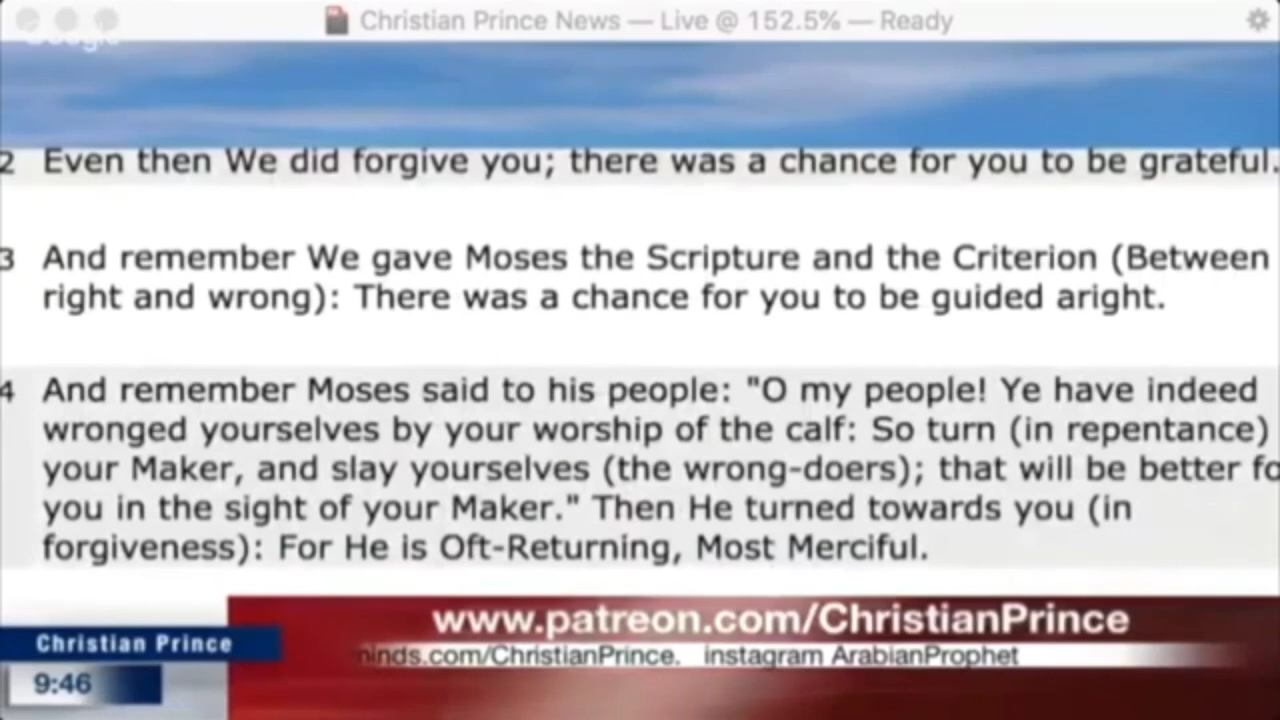 Christian Prince News — Live @ 152.5% — Ready
Google
2 Even then We did forgive you; there was a chance for you to be grateful.
3 And remember We gave Moses the Scripture and the Criterion (Between
right and wrong): There was a chance for you to be guided aright.
4 And remember Moses said to his people: "O my people! Ye have indeed
wronged yourselves by your worship of the calf: So turn (in repentance)
your Maker, and slay yourselves (the wrong-doers); that will be better fo
you in the sight of your Maker." Then He turned towards you (in
forgiveness): For He is Oft-Returning, Most Merciful.
www.patreon.com/ChristianPrince
Christian Prince
inds.com/ChristianPrince. instagram ArabianProphet
9:46